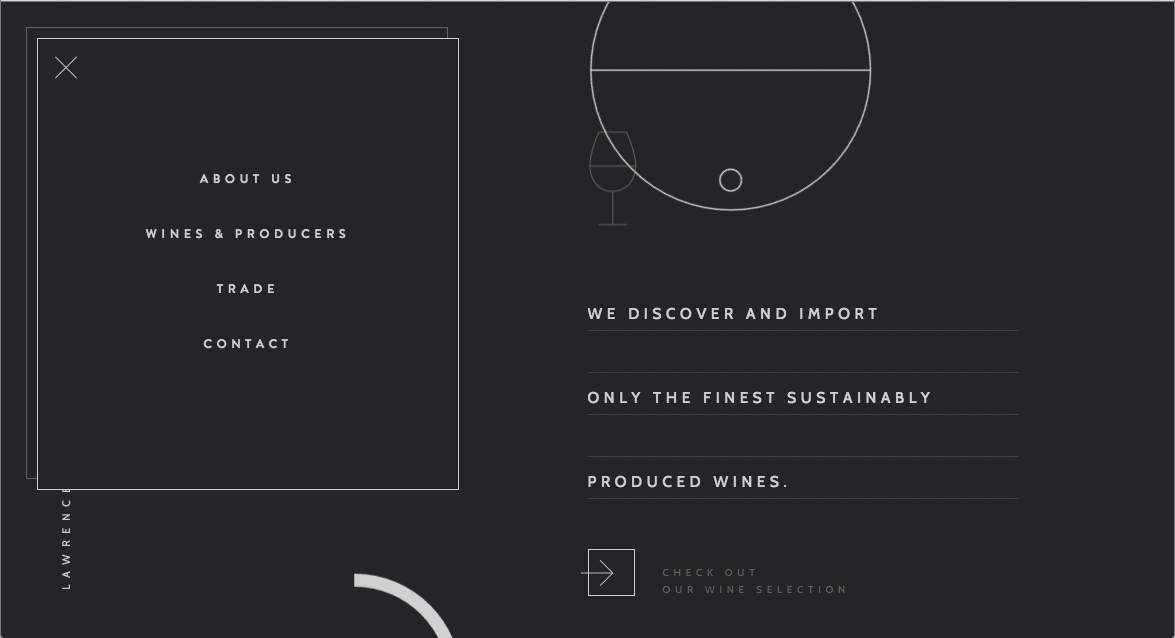 ABOUT US
WINES & PRODUCERS
TRADE
CONTACT
LAWRENCE
WE DISCOVER AND IMPORT
ONLY THE FINEST SUSTAINABLY
PRODUCED WINES.
CHECK OUT
OUR WINE SELECTION